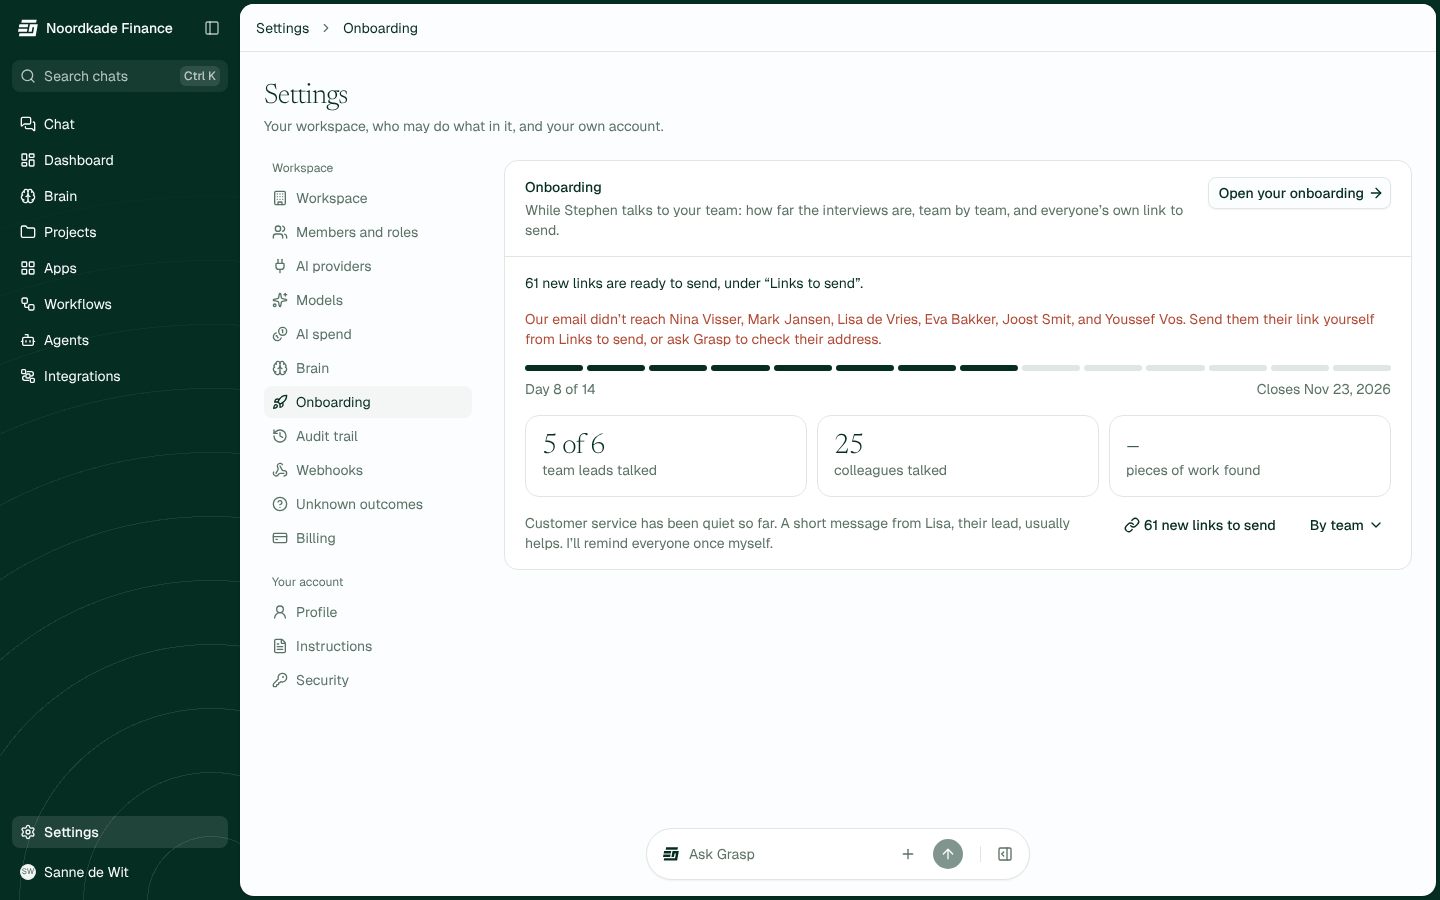 Noordkade Finance
Search chats
Ctrl K
Chat
Dashboard
Brain
Projects
Apps
Workflows
Agents
Integrations
Settings
SW
Sanne de Wit
Settings
Onboarding
Settings
Your workspace, who may do what in it, and your own account.
Workspace
Workspace
Members and roles
AI providers
Models
AI spend
Brain
Onboarding
Audit trail
Webhooks
Unknown outcomes
Billing
Your account
Profile
Instructions
Security
Onboarding
While Stephen talks to your team: how far the interviews are, team by team, and everyone’s own link to
send.
Open your onboarding
61 new links are ready to send, under “Links to send”.
Our email didn’t reach Nina Visser, Mark Jansen, Lisa de Vries, Eva Bakker, Joost Smit, and Youssef Vos. Send them their link yourself
from Links to send, or ask Grasp to check their address.
Day 8 of 14
Closes Nov 23, 2026
5 of 6
team leads talked
25
colleagues talked
–
pieces of work found
Customer service has been quiet so far. A short message from Lisa, their lead, usually
helps. I’ll remind everyone once myself.
61 new links to send
By team
Ask Grasp